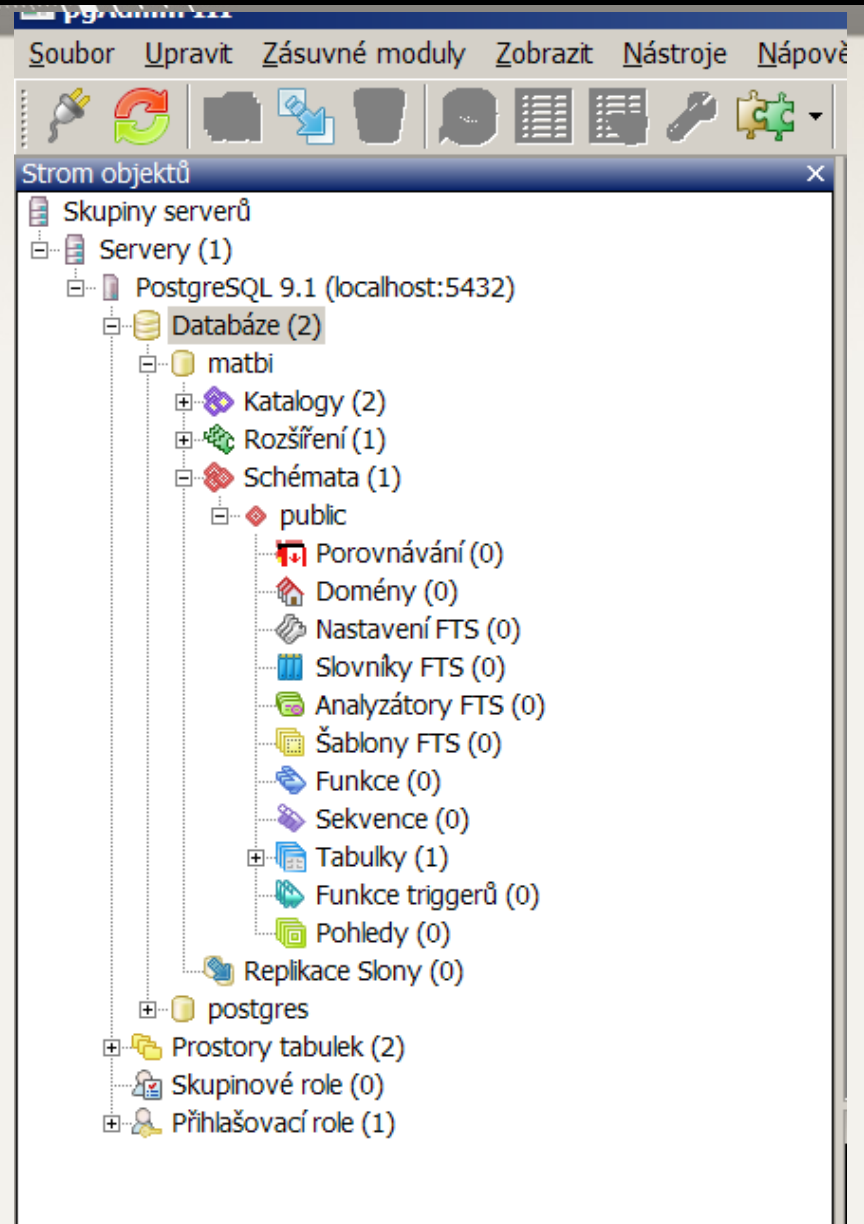 pgAdmin III
Soubor Upravit Zásuvné moduly Zobrazit Nástroje Nápově
Strom objektů
Skupiny serverů
Servery (1)
PostgreSQL 9.1 (localhost:5432)
Databáze (2)
matbi
Katalogy (2)
Rozšíření (1)
Schémata (1)
public
Porovnávání (0)
Domény (0)
Nastavení FTS (0)
Slovníky FTS (0)
Analyzátory FTS (0)
Šablony FTS (0)
Funkce (0)
Sekvence (0)
Tabulky (1)
Funkce triggerů (0)
Pohledy (0)
Replikace Slony (0)
postgres
Prostory tabulek (2)
Skupinové role (0)
Přihlašovací role (1)